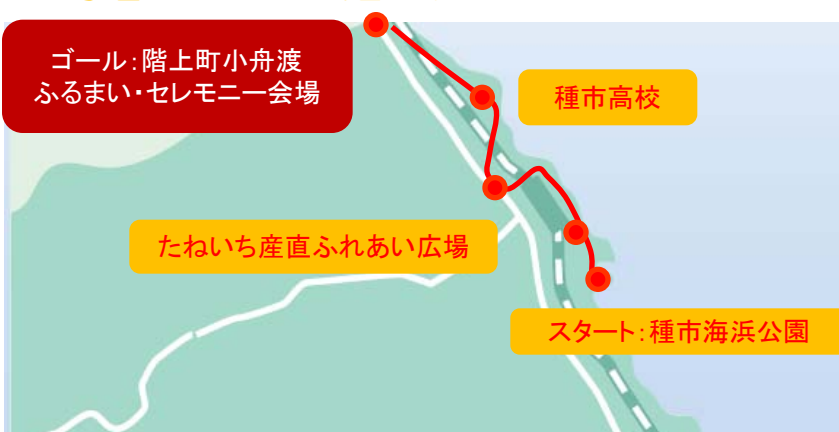 ゴール：階上町小舟渡
ふるまい・セレモニー会場
種市高校
たねいち産直ふれあい広場
スタート：種市海浜公園